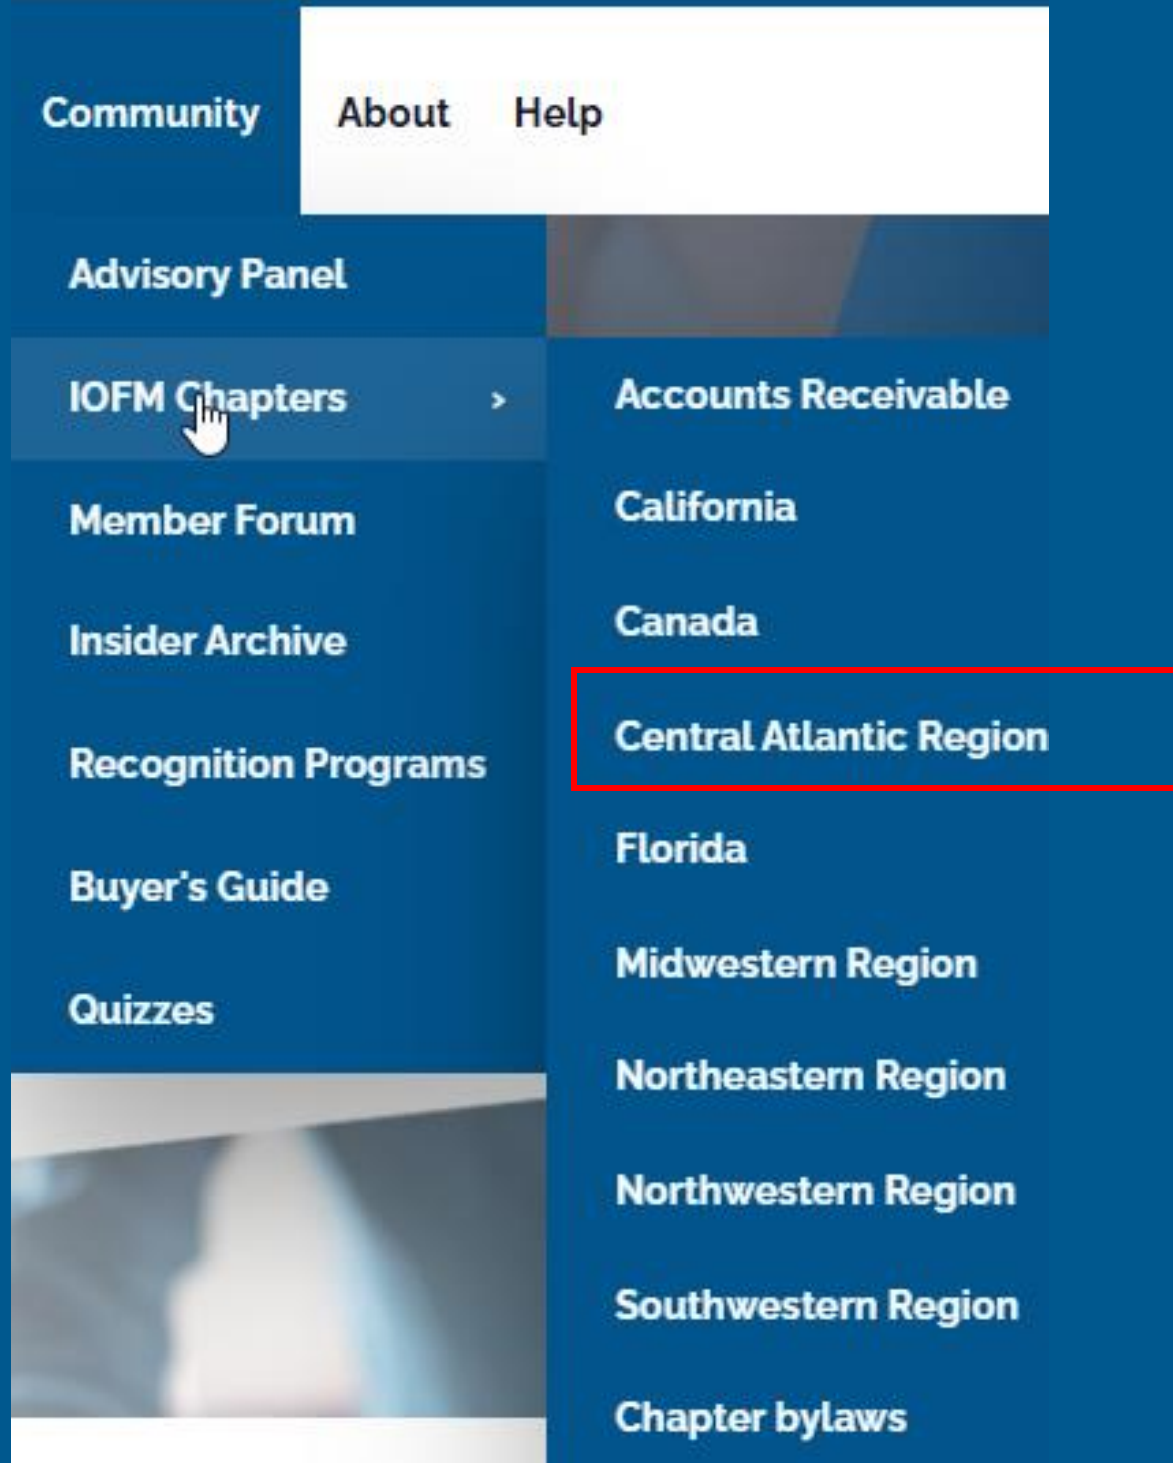 Community About Help
Advisory Panel
IOFM Chapters >
Member Forum
Insider Archive
Recognition Programs
Buyer's Guide
Quizzes
Accounts Receivable
California
Canada
Central Atlantic Region
Florida
Midwestern Region
Northeastern Region
Northwestern Region
Southwestern Region
Chapter bylaws